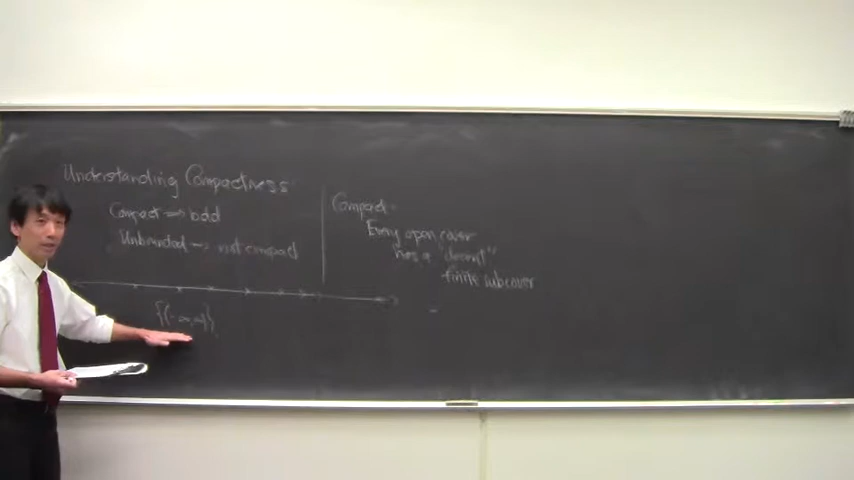 Understanding Compactness:
Compact => bdd
Unbounded => not compact
{(-∞,∞)}
Compact =
Every open cover
has a "decent"
finite subcover